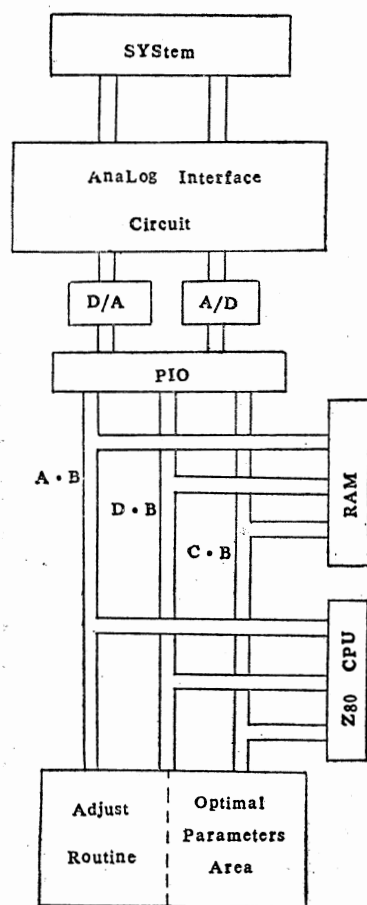 SYStem
AnaLog Interface
Circuit
D/A
A/D
PIO
A・B
D・B
C・B
RAM
Z80 CPU
Adjust
Routine
Optimal
Parameters
Area